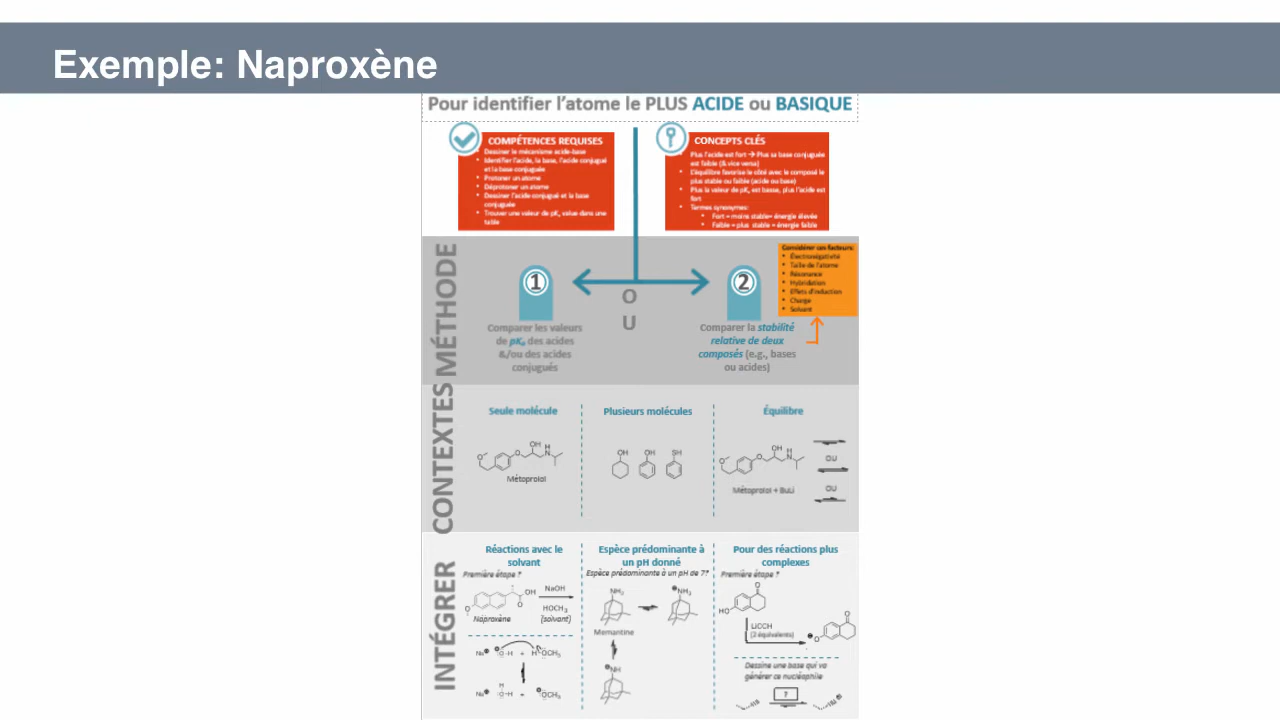 Exemple: Naproxène
Pour identifier l'atome le PLUS ACIDE ou BASIQUE
COMPÉTENCES REQUISES
• Dessiner le mécanisme acide-base
• Identifier l'acide, la base, l'acide conjugué
et la base conjuguée
• Protoner un atome
• Déprotoner un atome
• Dessiner l'acide conjugué et la base
conjuguée
• Trouver une valeur de pKa value dans une
table
CONCEPTS CLÉS
• Plus l'acide est fort → Plus sa base conjuguée
est faible (& vice versa)
• L'équilibre favorise le côté avec le composé le
plus stable ou faible (acide ou base)
• Plus la valeur de pKa est basse, plus l'acide est
fort
• Termes synonymes:
• Fort = moins stable= énergie élevée
• Faible = plus stable = énergie faible
MÉTHODE
1
O
U
2
Comparer les valeurs
de pKa des acides
&/ou des acides
conjugués
Comparer la stabilité
relative de deux
composés (e.g., bases
ou acides)
Considérer ces facteurs:
• Électronégativité
• Taille de l'atome
• Résonance
• Hybridation
• Effets d'induction
• Charge
• Solvant
CONTEXTES
Seule molécule
OH H
O O N
Métoprolol
Plusieurs molécules
OH OH SH
Équilibre
OH H
O O N
Métoprolol + BuLi
OU
OU
INTÉGRER
Réactions avec le
solvant
Première étape ?
OH
O
O
Naproxène
NaOH
HOCH3
(solvant)
Na⊕ ⊖O-H + H-OCH3
Na⊕ H O-H + ⊖OCH3
Espèce prédominante à
un pH donné
Espèce prédominante à un pH de 7?
NH2 ⊕NH3
Memantine
⊖NH
Pour des réactions plus
complexes
Première étape ?
O
HO
LiCCH
(2 équivalents)
O
⊖O
Dessine une base qui va
générer ce nucléophile
?